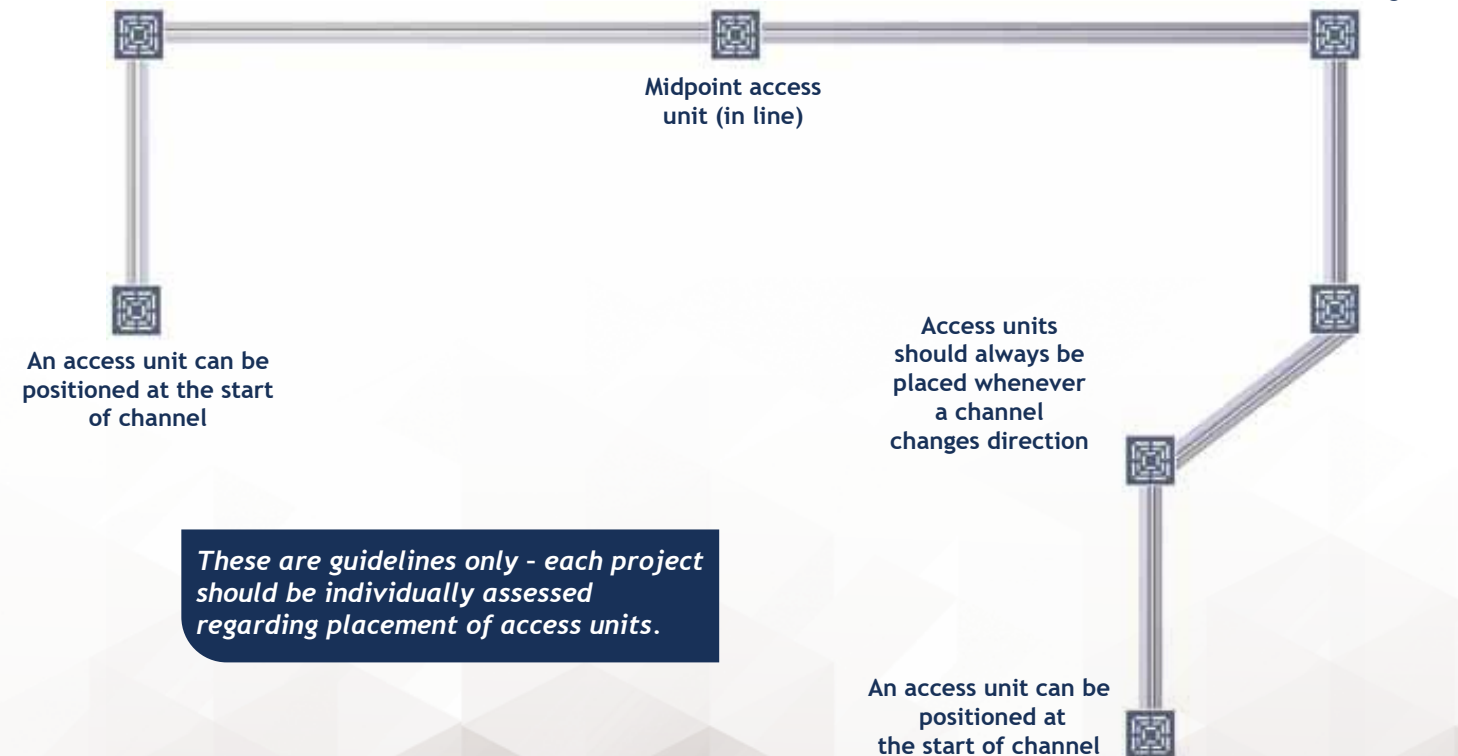 Midpoint access
unit (in line)
An access unit can be
positioned at the start
of channel
Access units
should always be
placed whenever
a channel
changes direction
These are guidelines only – each project
should be individually assessed
regarding placement of access units.
An access unit can be
positioned at
the start of channel